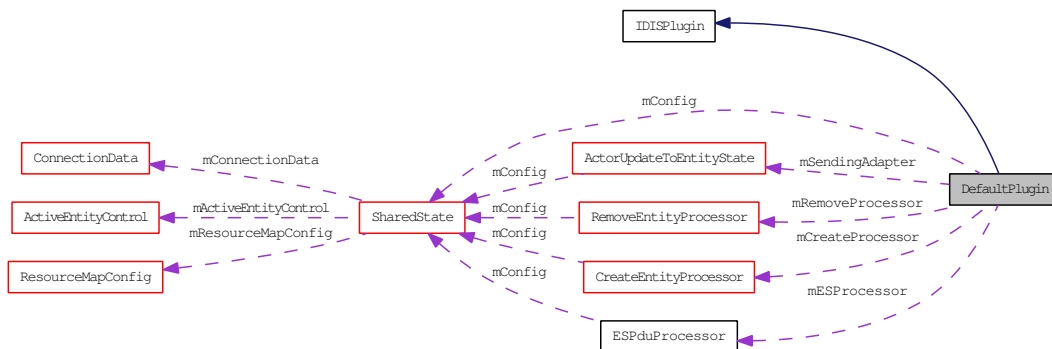 IDISPlugin
mConfig
ConnectionData
mConnectionData
ActorUpdateToEntityState
mSendingAdapter
mConfig
DefaultPlugin
mRemoveProcessor
ActiveEntityControl
mActiveEntityControl
SharedState
mConfig
RemoveEntityProcessor
mResourceMapConfig
mConfig
mCreateProcessor
ResourceMapConfig
mConfig
CreateEntityProcessor
mESProcessor
ESPduProcessor